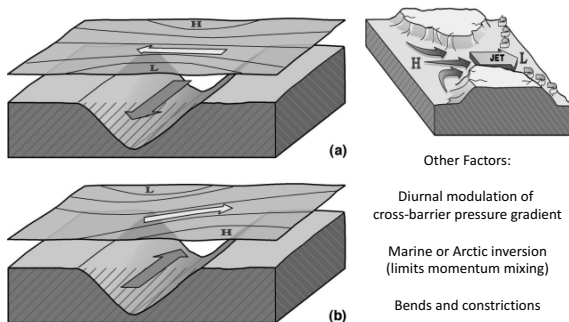 H
L
(a)
H
JET
L
Other Factors:
Diurnal modulation of
cross-barrier pressure gradient
Marine or Arctic inversion
(limits momentum mixing)
Bends and constrictions
L
H
(b)